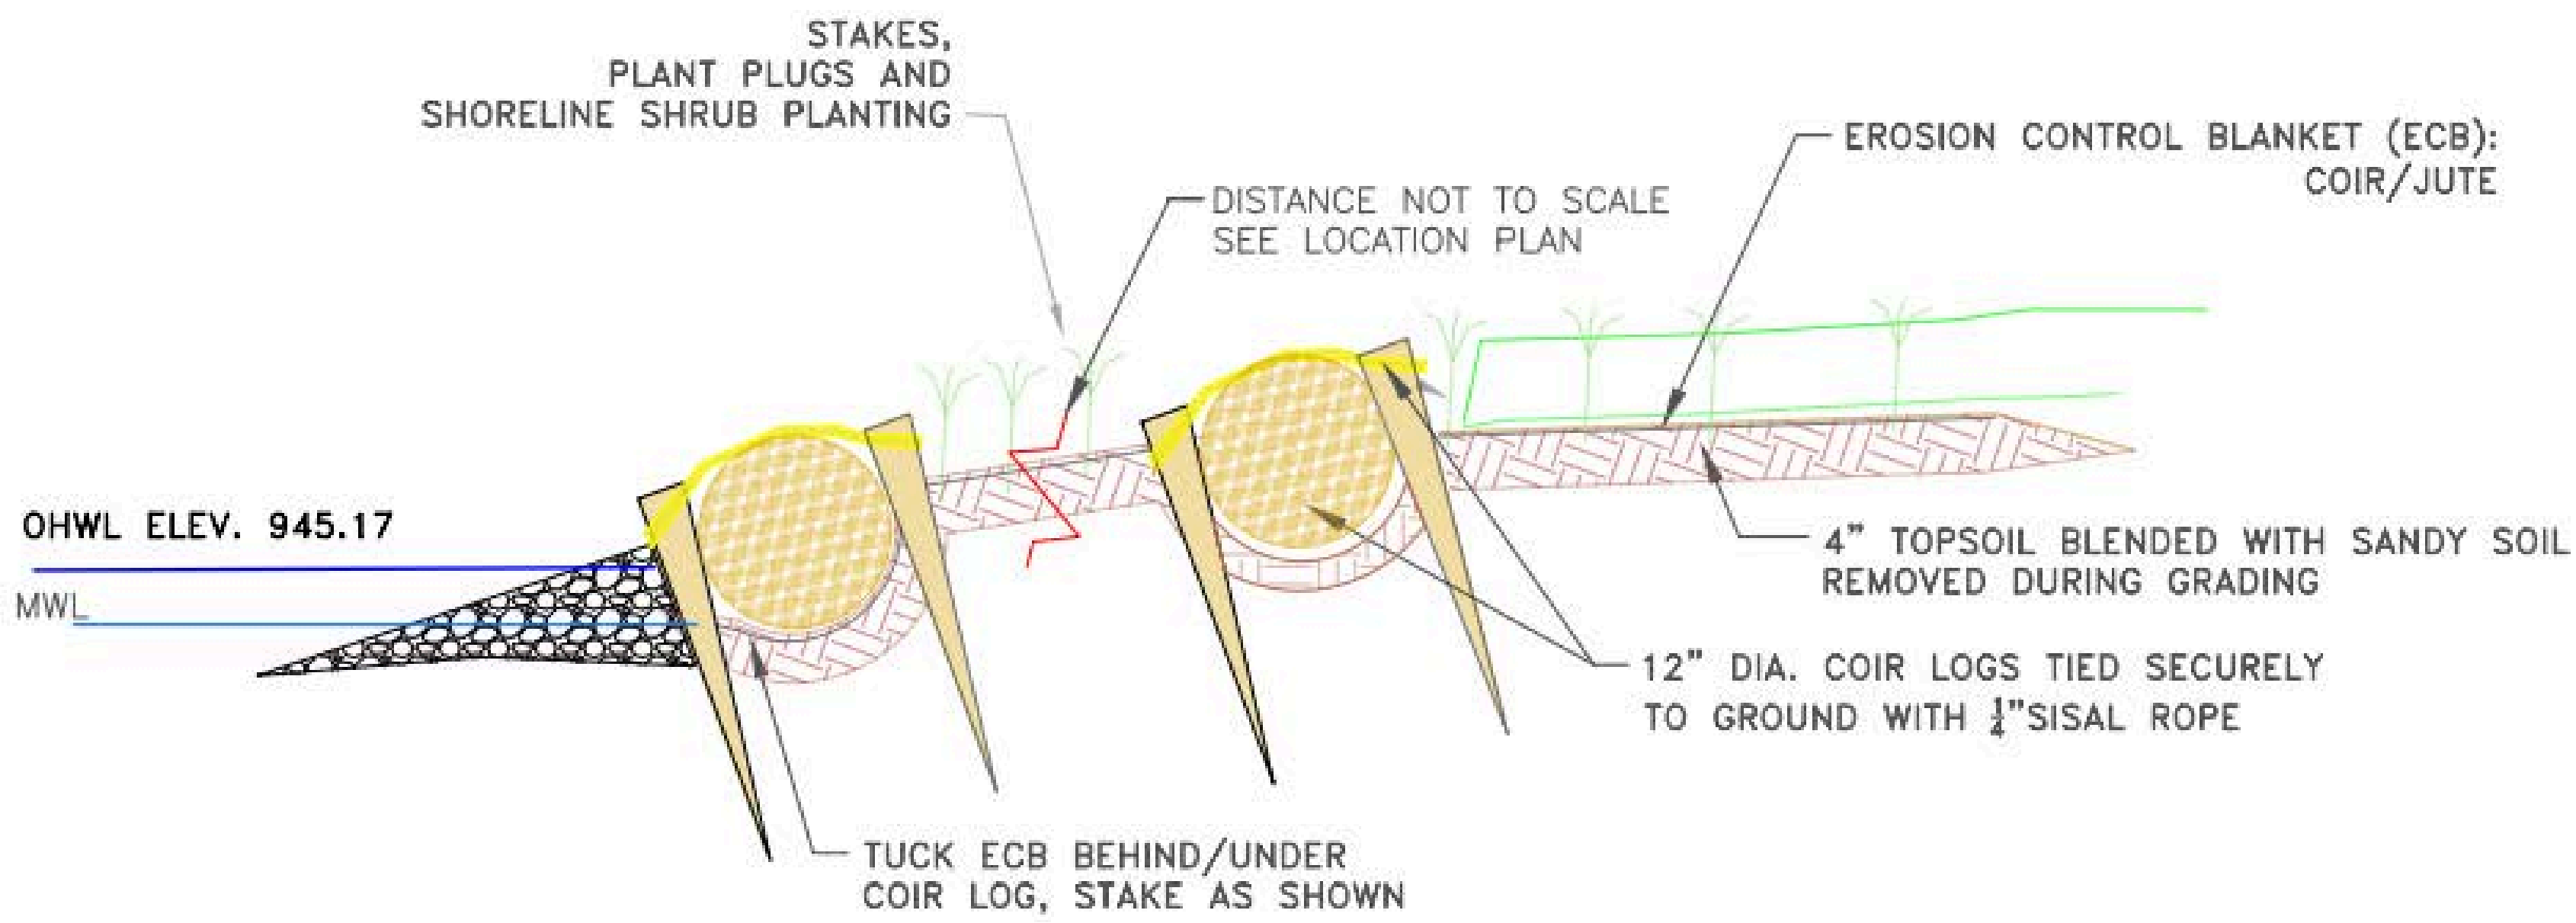 STAKES,
PLANT PLUGS AND
SHORELINE SHRUB PLANTING
EROSION CONTROL BLANKET (ECB):
COIR/JUTE
DISTANCE NOT TO SCALE
SEE LOCATION PLAN
OHWL ELEV. 945.17
MWL
4" TOPSOIL BLENDED WITH SANDY SOIL
REMOVED DURING GRADING
12" DIA. COIR LOGS TIED SECURELY
TO GROUND WITH ¼"SISAL ROPE
TUCK ECB BEHIND/UNDER
COIR LOG, STAKE AS SHOWN